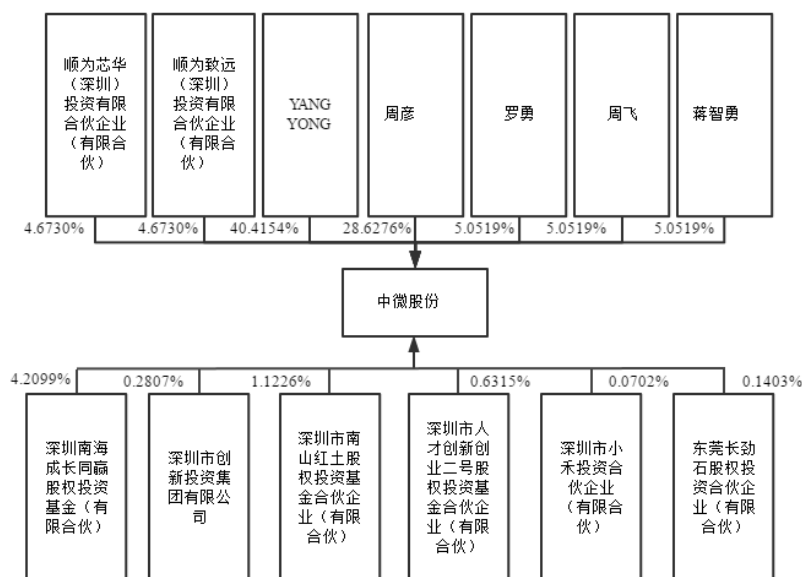 顺为芯华
（深圳）
投资有限
合伙企业
（有限合
伙）
顺为致远
（深圳）
投资有限
合伙企业
（有限合
伙）
YANG
YONG
周彦
罗勇
周飞
蒋智勇
4.6730%
4.6730%
40.4154%
28.6276%
5.0519%
5.0519%
5.0519%
中微股份
4.2099%
0.2807%
1.1226%
0.6315%
0.0702%
0.1403%
深圳南海
成长同赢
股权投资
基金（有
限合伙）
深圳市创
新投资集
团有限公
司
深圳市南
山红土股
权投资基
金合伙企
业（有限
合伙）
深圳市人
才创新创
业二号股
权投资基
金合伙企
业（有限
合伙）
深圳市小
禾投资合
伙企业
（有限合
伙）
东莞长劲
石股权投
资合伙企
业（有限
合伙）